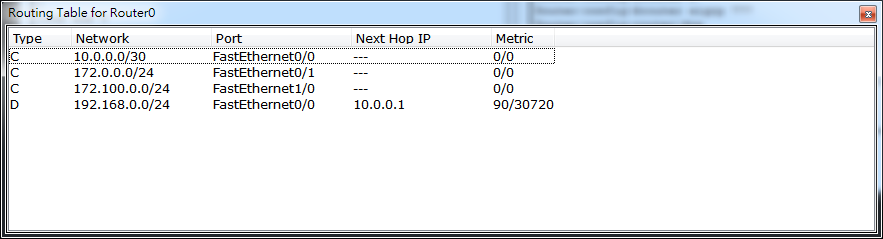 Routing Table for Router0
Type Network Port Next Hop IP Metric
C 10.0.0.0/30 FastEthernet0/0 --- 0/0
C 172.0.0.0/24 FastEthernet0/1 --- 0/0
C 172.100.0.0/24 FastEthernet1/0 --- 0/0
D 192.168.0.0/24 FastEthernet0/0 10.0.0.1 90/30720